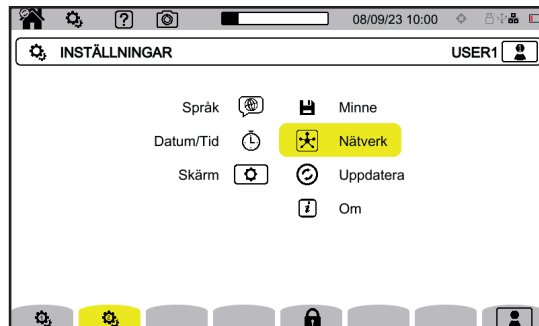 08/09/23 10:00
INSTÄLLNINGAR
USER1
Språk
Minne
Datum/Tid
Nätverk
Skärm
Uppdatera
Om